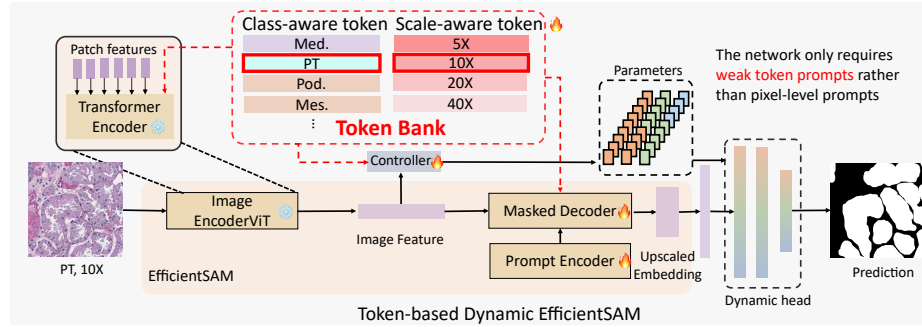 Class-aware token Scale-aware token
Patch features
Med. 5X
PT 10X
Pod. 20X
Mes. 40X
...
Token Bank
Transformer
Encoder
Parameters
The network only requires
weak token prompts rather
than pixel-level prompts
Controller
Image
EncoderViT
Image Feature
Masked Decoder
Prompt Encoder
Upscaled
Embedding
PT, 10X
EfficientSAM
Dynamic head
Prediction
Token-based Dynamic EfficientSAM